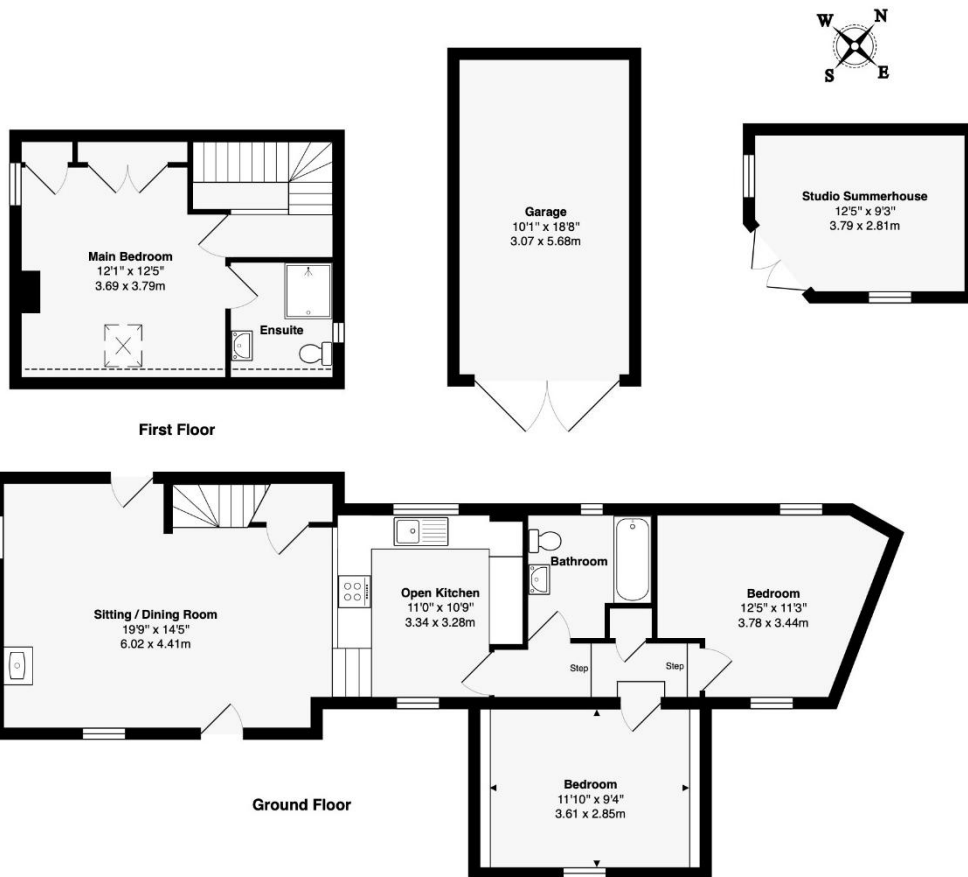 W N
S E
Garage
10'1" x 18'8"
3.07 x 5.68m
Studio Summerhouse
12'5" x 9'3"
3.79 x 2.81m
Main Bedroom
12'1" x 12'5"
3.69 x 3.79m
Ensuite
First Floor
Sitting / Dining Room
19'9" x 14'5"
6.02 x 4.41m
Open Kitchen
11'0" x 10'9"
3.34 x 3.28m
Bathroom
Bedroom
12'5" x 11'3"
3.78 x 3.44m
Step
Step
Bedroom
11'10" x 9'4"
3.61 x 2.85m
Ground Floor